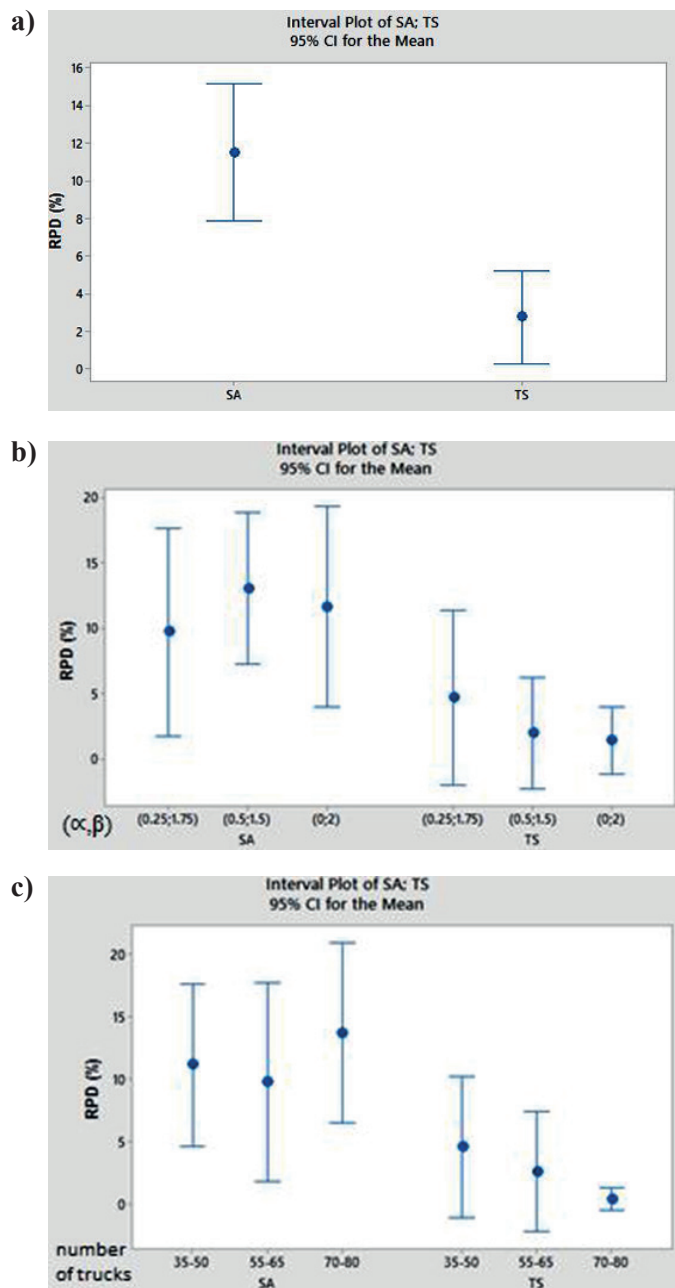 a)
Interval Plot of SA; TS
95% CI for the Mean
16
14
12
10
8
6
4
2
0
RPD (%)
SA TS
b)
Interval Plot of SA; TS
95% CI for the Mean
20
15
10
5
0
RPD (%)
(∝,β) (0.25;1.75) (0.5;1.5) (0;2) (0.25;1.75) (0.5;1.5) (0;2)
SA TS
c)
Interval Plot of SA; TS
95% CI for the Mean
20
15
10
5
0
RPD (%)
number
of trucks 35-50 55-65 70-80 35-50 55-65 70-80
SA TS